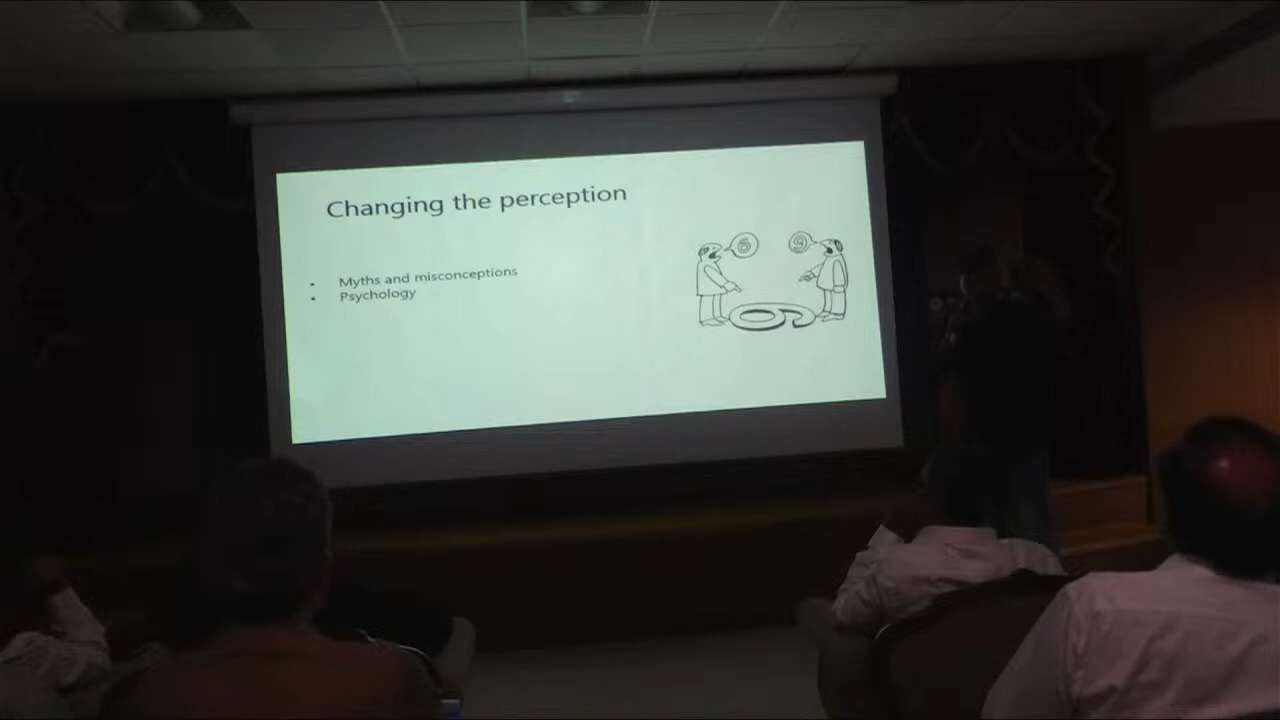 Changing the perception
• Myths and misconceptions
• Psychology
6
9
6